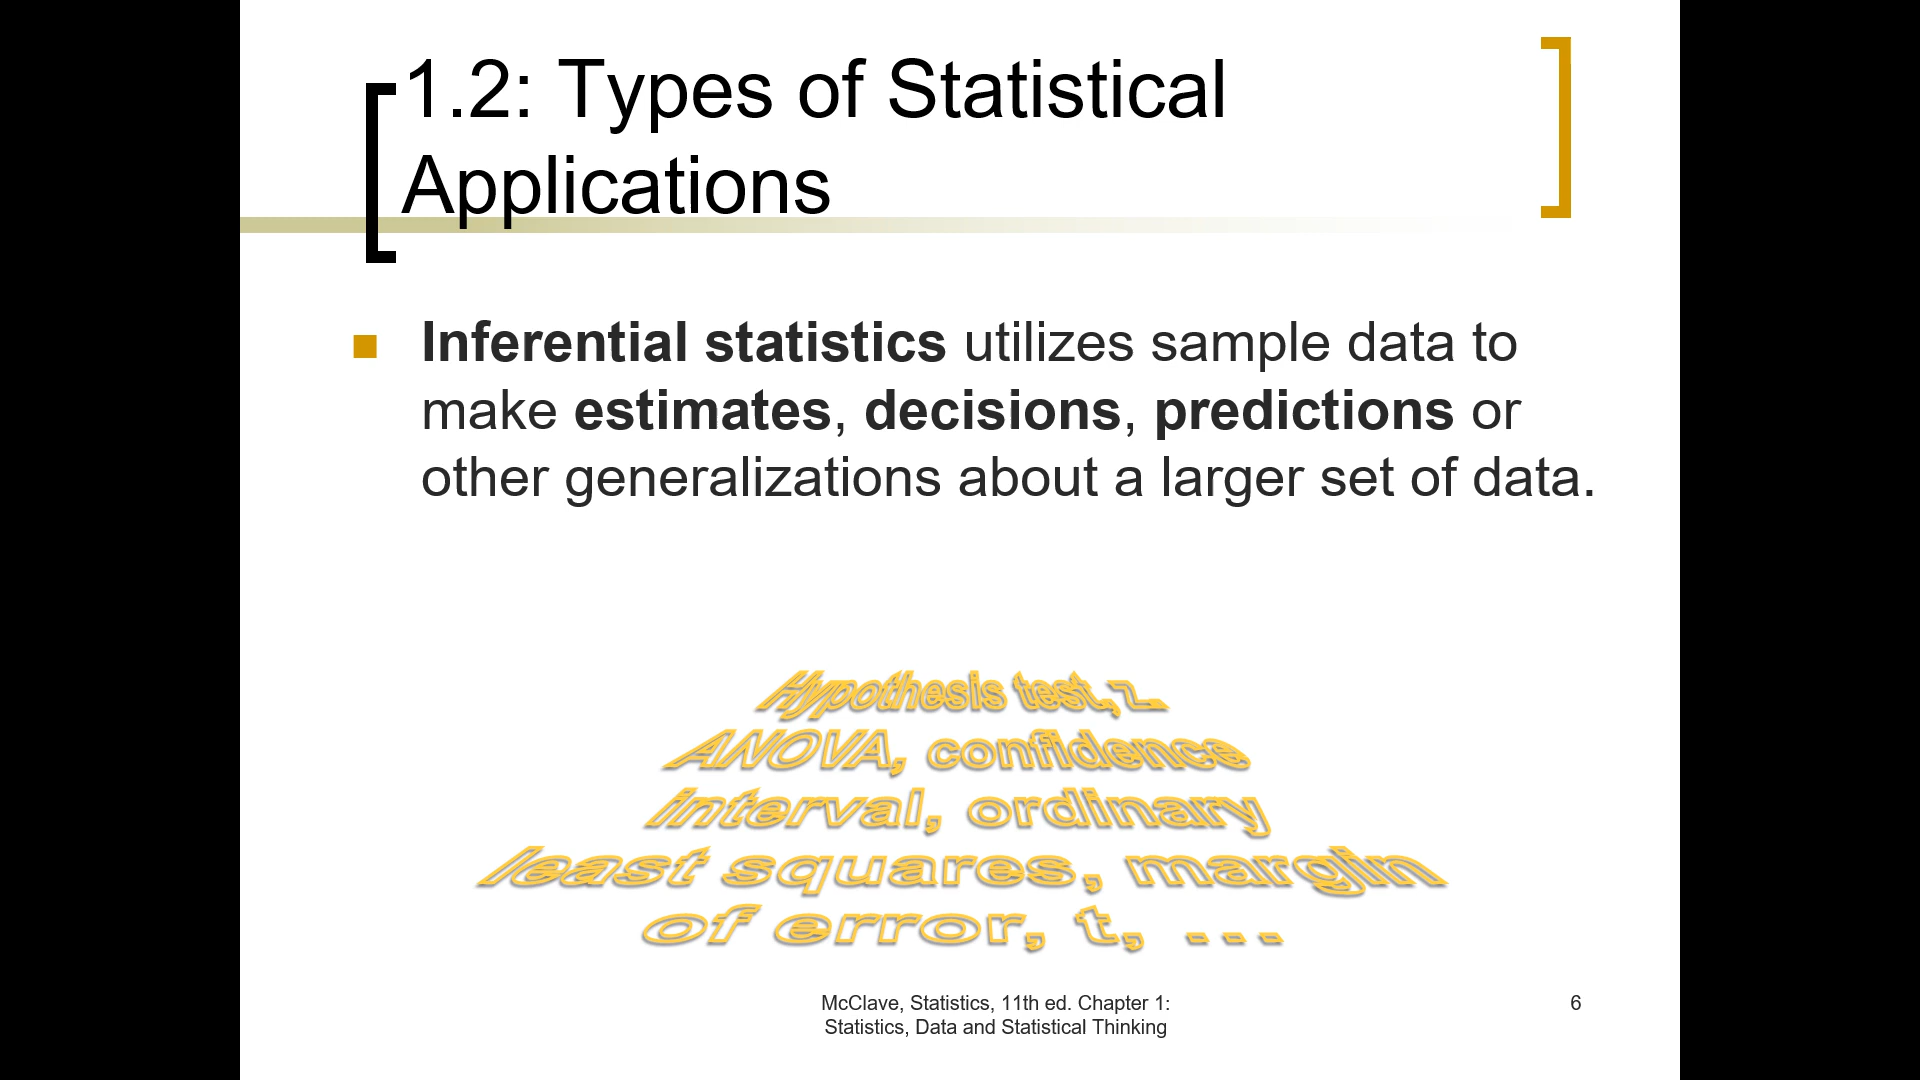 1.2: Types of Statistical
Applications
■ Inferential statistics utilizes sample data to
make estimates, decisions, predictions or
other generalizations about a larger set of data.
Hypothesis test, z,
ANOVA, confidence
interval, ordinary
least squares, margin
of error, t, ...
McClave, Statistics, 11th ed. Chapter 1:
Statistics, Data and Statistical Thinking
6